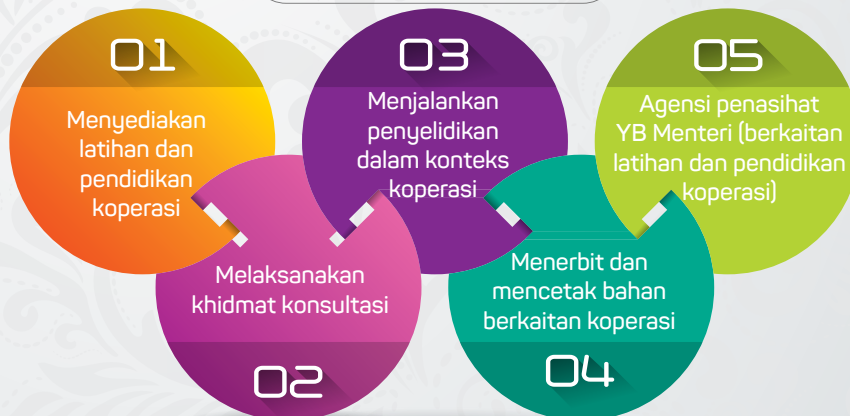 01
Menyediakan
latihan dan
pendidikan
koperasi
Melaksanakan
khidmat konsultasi
02
03
Menjalankan
penyelidikan
dalam konteks
koperasi
Menerbit dan
mencetak bahan
berkaitan koperasi
04
05
Agensi penasihat
YB Menteri (berkaitan
latihan dan pendidikan
koperasi)